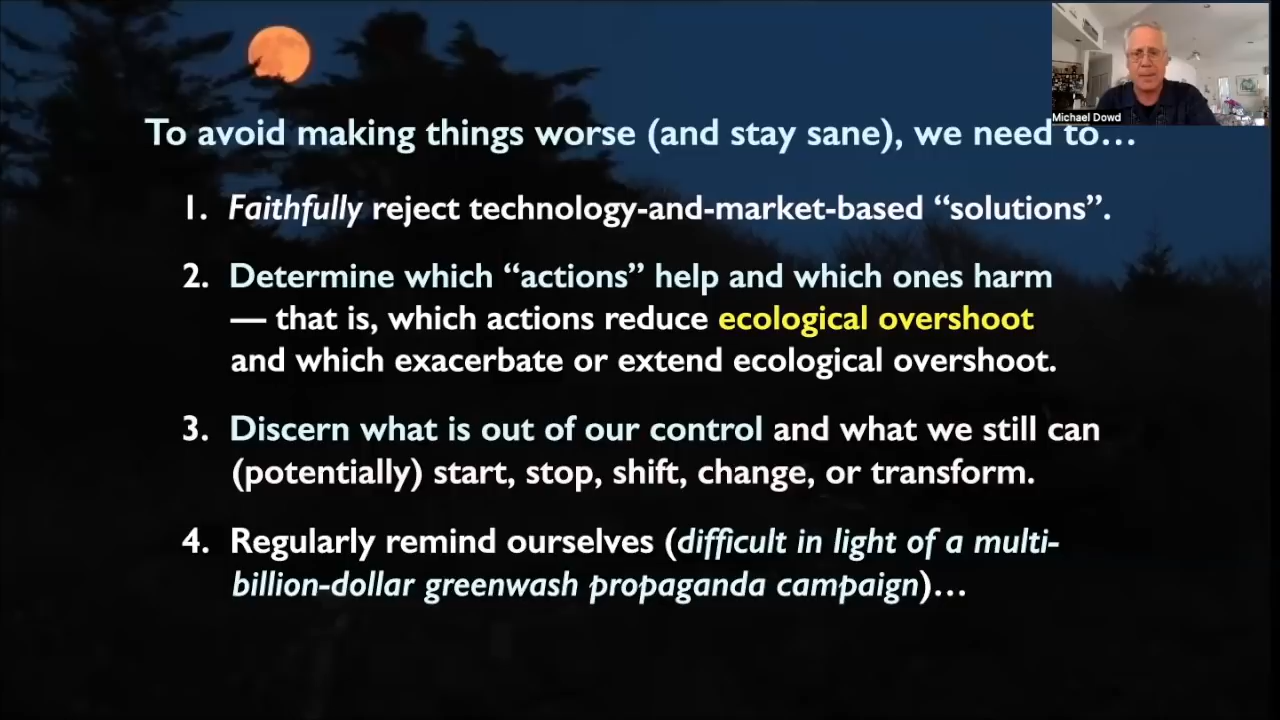 Michael Dowd
To avoid making things worse (and stay sane), we need to…
1. Faithfully reject technology-and-market-based “solutions”.
2. Determine which “actions” help and which ones harm
— that is, which actions reduce ecological overshoot
and which exacerbate or extend ecological overshoot.
3. Discern what is out of our control and what we still can
(potentially) start, stop, shift, change, or transform.
4. Regularly remind ourselves (difficult in light of a multi-
billion-dollar greenwash propaganda campaign)…